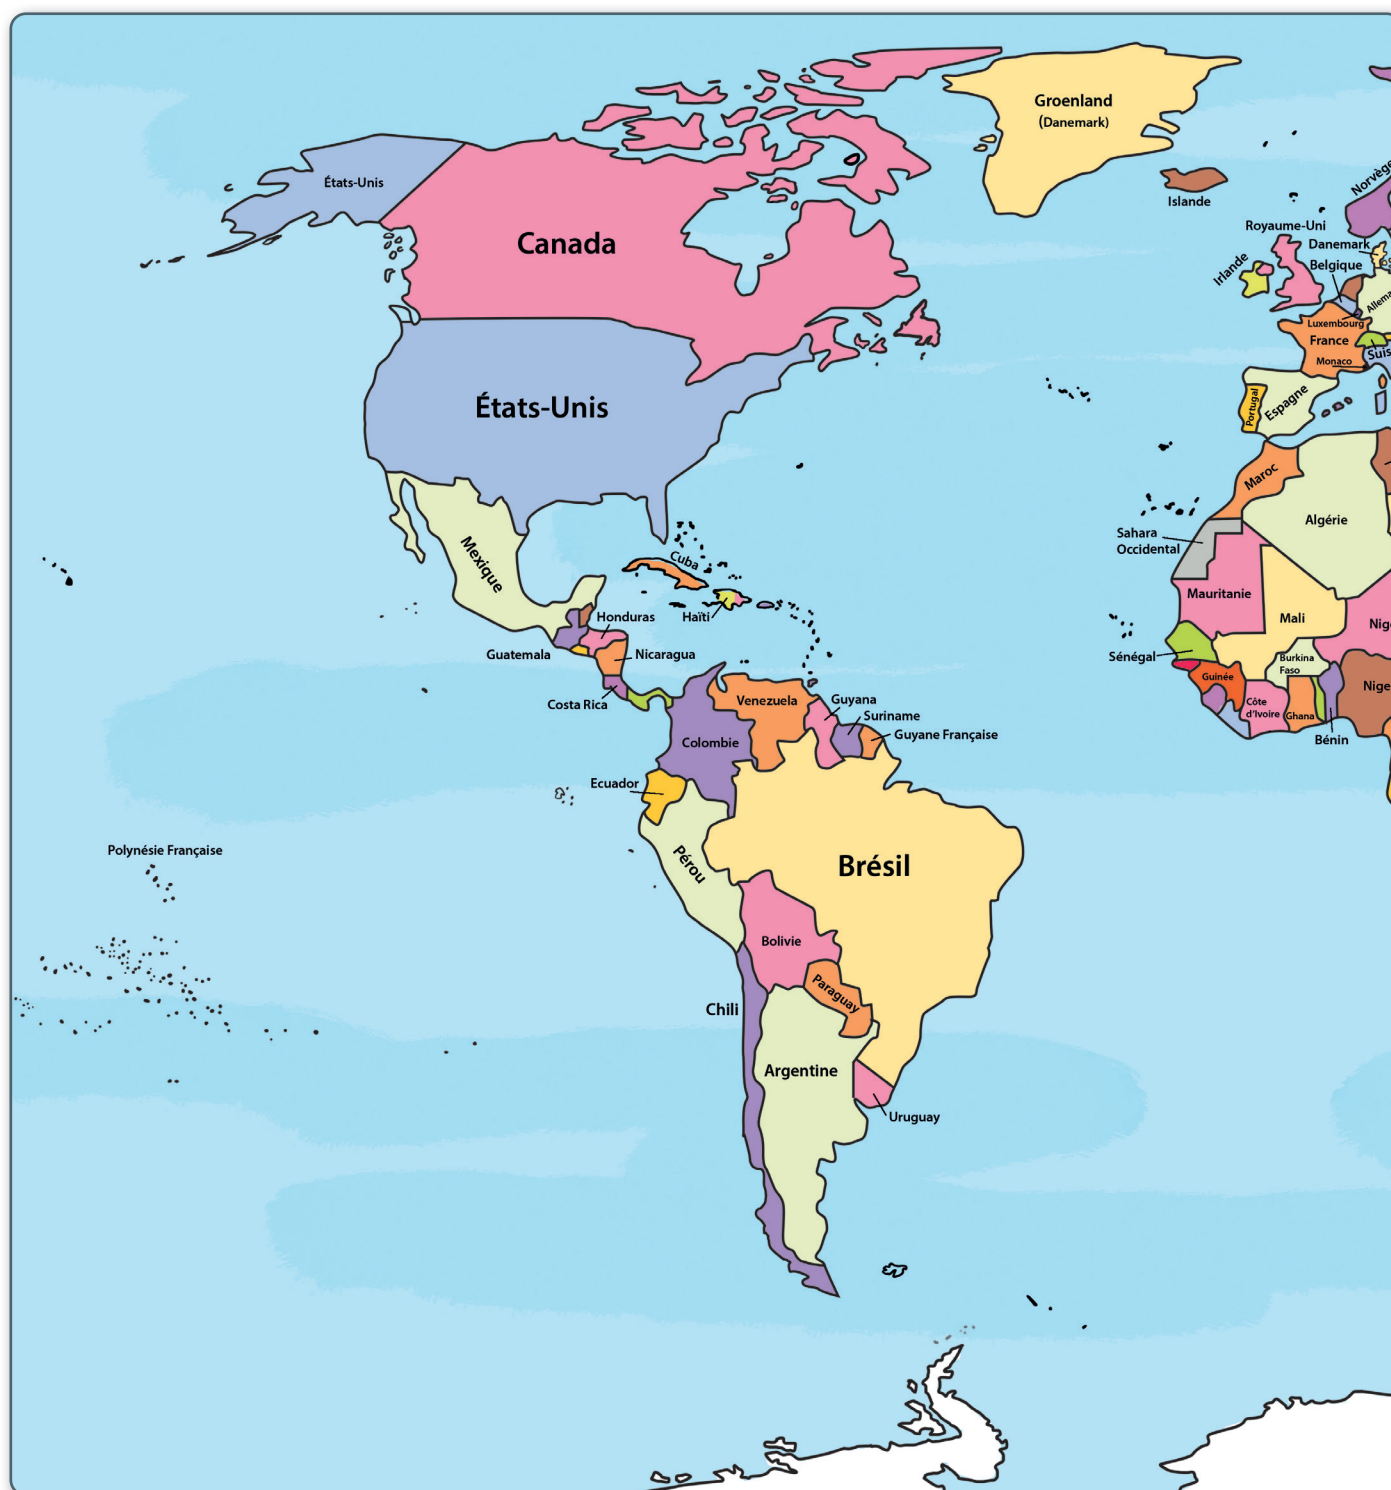 Groenland
(Danemark)
États-Unis
Islande
Norvège
Canada
Royaume-Uni
Danemark
Irlande
Belgique
Luxembourg
France
Monaco
États-Unis
Portugal
Espagne
Maroc
Algérie
Sahara
Occidental
Mexique
Cuba
Mauritanie
Haïti
Honduras
Mali
Guatemala
Nicaragua
Sénégal
Burkina
Faso
Guinée
Costa Rica
Venezuela
Guyana
Côte
d'Ivoire
Ghana
Suriname
Guyane Française
Bénin
Colombie
Ecuador
Polynésie Française
Pérou
Brésil
Bolivie
Paraguay
Chili
Argentine
Uruguay